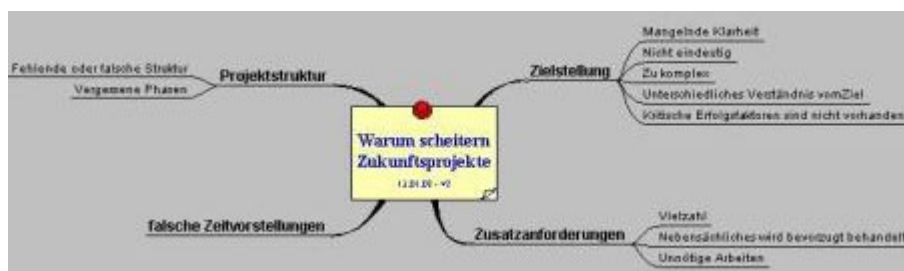 Fehlende oder falsche Struktur
Vergessene Phasen
Projektstruktur
Warum scheitern
Zukunftsprojekte
falsche Zeitvorstellungen
Zielstellung
Mangelnde Klarheit
Nicht eindeutig
Zu komplex
Unterschiedliches Verständnis vom Ziel
Kritische Erfolgsfaktoren sind nicht vorhanden
Zusatzanforderungen
Vielzahl
Nebensächliches wird bevorzugt behandelt
Unnötige Arbeiten